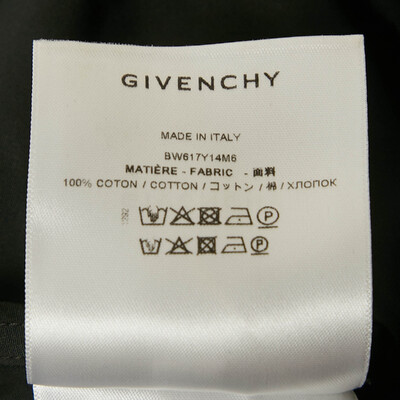 GIVENCHY
MADE IN ITALY
BW617Y14M6
MATIÈRE - FABRIC - 面料
100% COTON / COTTON / コットン / 棉 / ХЛОПОК
P
P